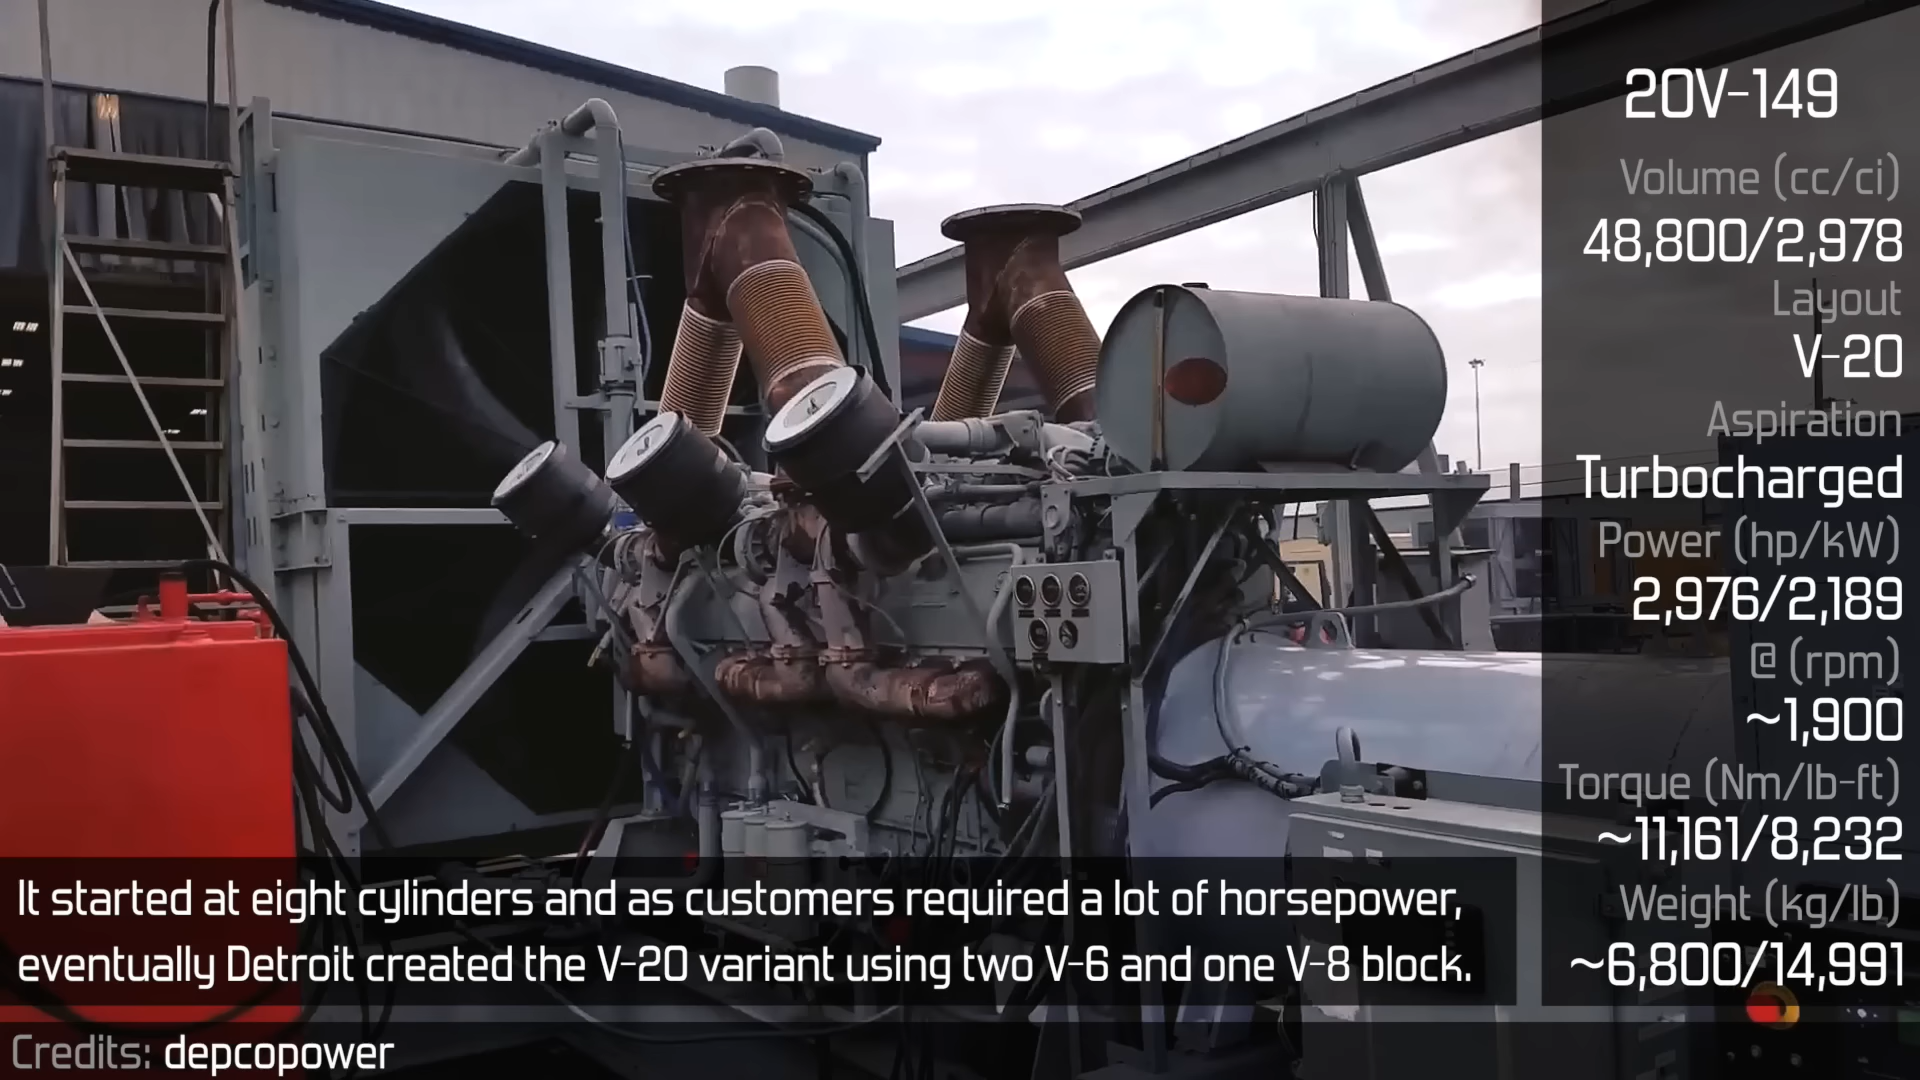 20V-149
Volume (cc/ci)
48,800/2,978
Layout
V-20
Aspiration
Turbocharged
Power (hp/kW)
2,976/2,189
@ (rpm)
~1,900
Torque (Nm/lb-ft)
~11,161/8,232
Weight (kg/lb)
~6,800/14,991
It started at eight cylinders and as customers required a lot of horsepower,
eventually Detroit created the V-20 variant using two V-6 and one V-8 block.
Credits: depcopower